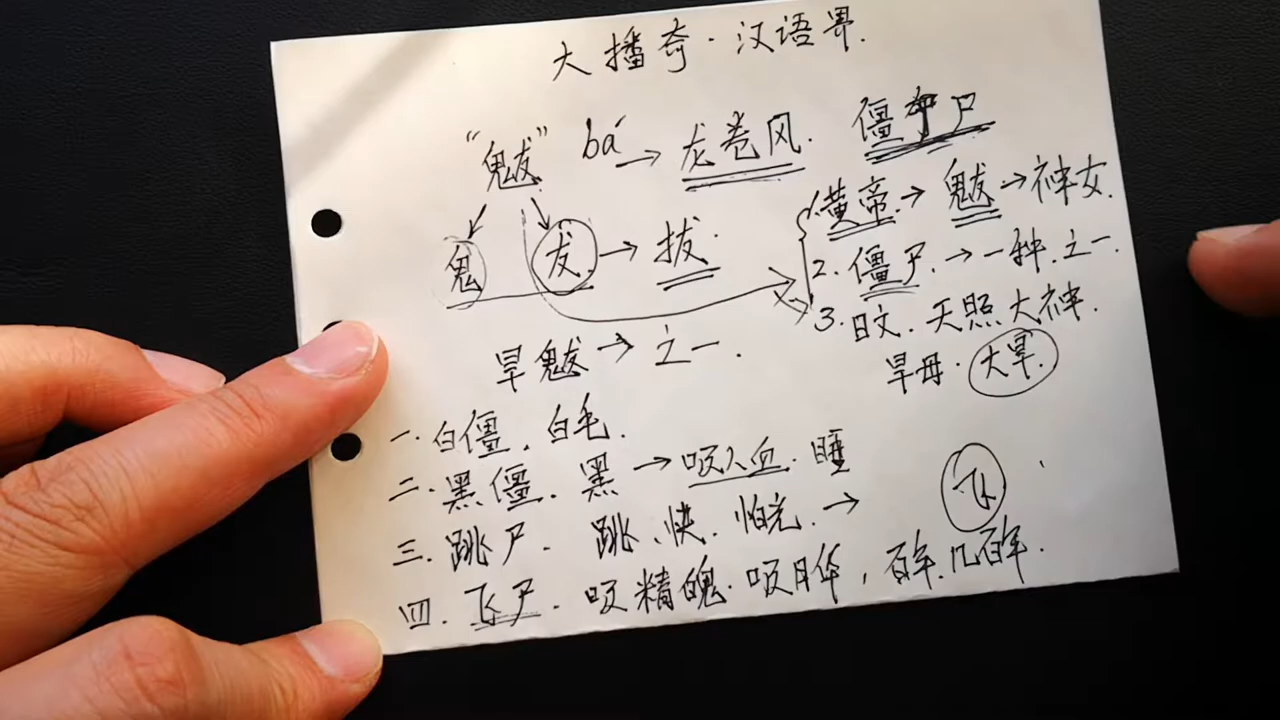 大播奇·汉语界.
“魃” bá → 龙卷风. 僵尸
鬼 犮 → 拔.
1.黄帝 → 魃 → 神女.
2.僵尸. → 一种.之一.
3.日文.天照大神.
旱母·大旱.
旱魃 → 之一.
一.白僵.白毛.
二.黑僵.黑 → 吸人血.睡
三.跳尸.跳、快、怕光. → 飞
四.飞尸.吸精魄.吸月华,百年.几百年.